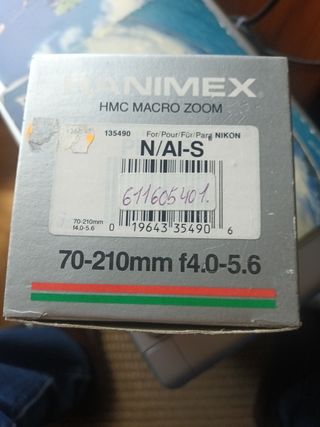 HANIMEX
HMC MACRO ZOOM
135490 For/Pour/Für/Para NIKON
N/AI-S
611605401.
70-210mm
f4.0-5.6
0 19643 35490 6
70-210mm f4.0-5.6